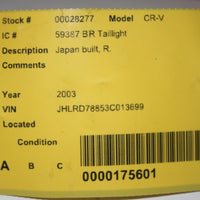 Stock # 00028277 Model CR-V
IC # 59387 BR Taillight
Description Japan built, R.
Comments
Year 2003
VIN JHLRD78853C013699
Located
Condition
A B C 0000175601